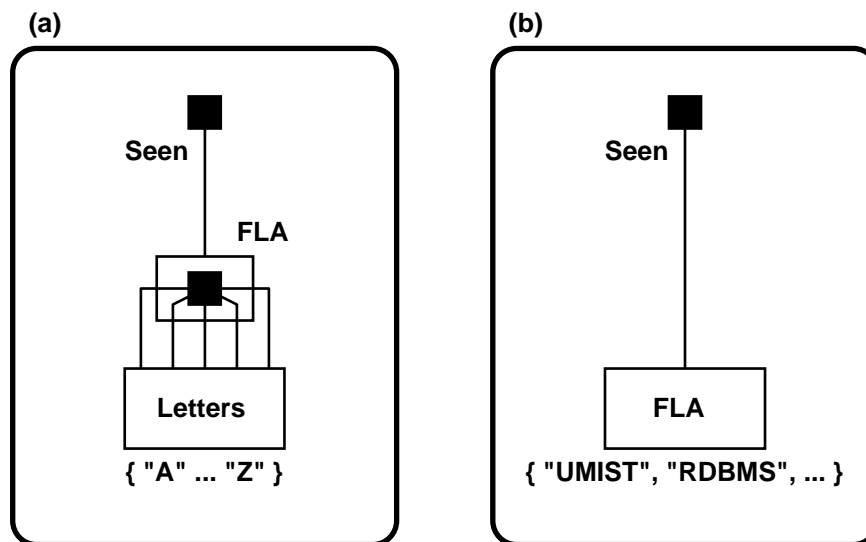 (a)
Seen
FLA
Letters
{ "A" ... "Z" }
(b)
Seen
FLA
{ "UMIST", "RDBMS", ... }